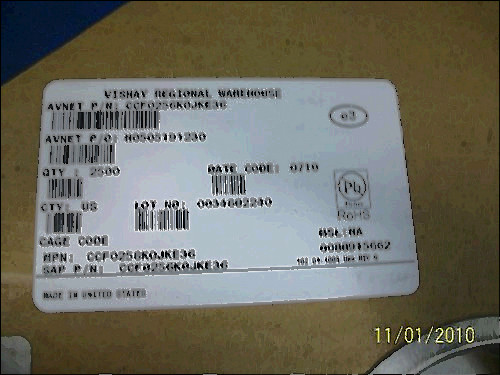 VISHAY REGIONAL WAREHOUSE
AVNET P/N: CCF0256K0JKE36
e3
AVNET P/O:
QTY : 2500
DATE CODE: 0710
Pb
CTY: US
LOT NO: 0034602240
RoHS
CAGE CODE
MSL:NA
MPN: CCF0256K0JKE36
SAP P/N: CCF0256K0JKE36
MADE IN UNITED STATES
11/01/2010